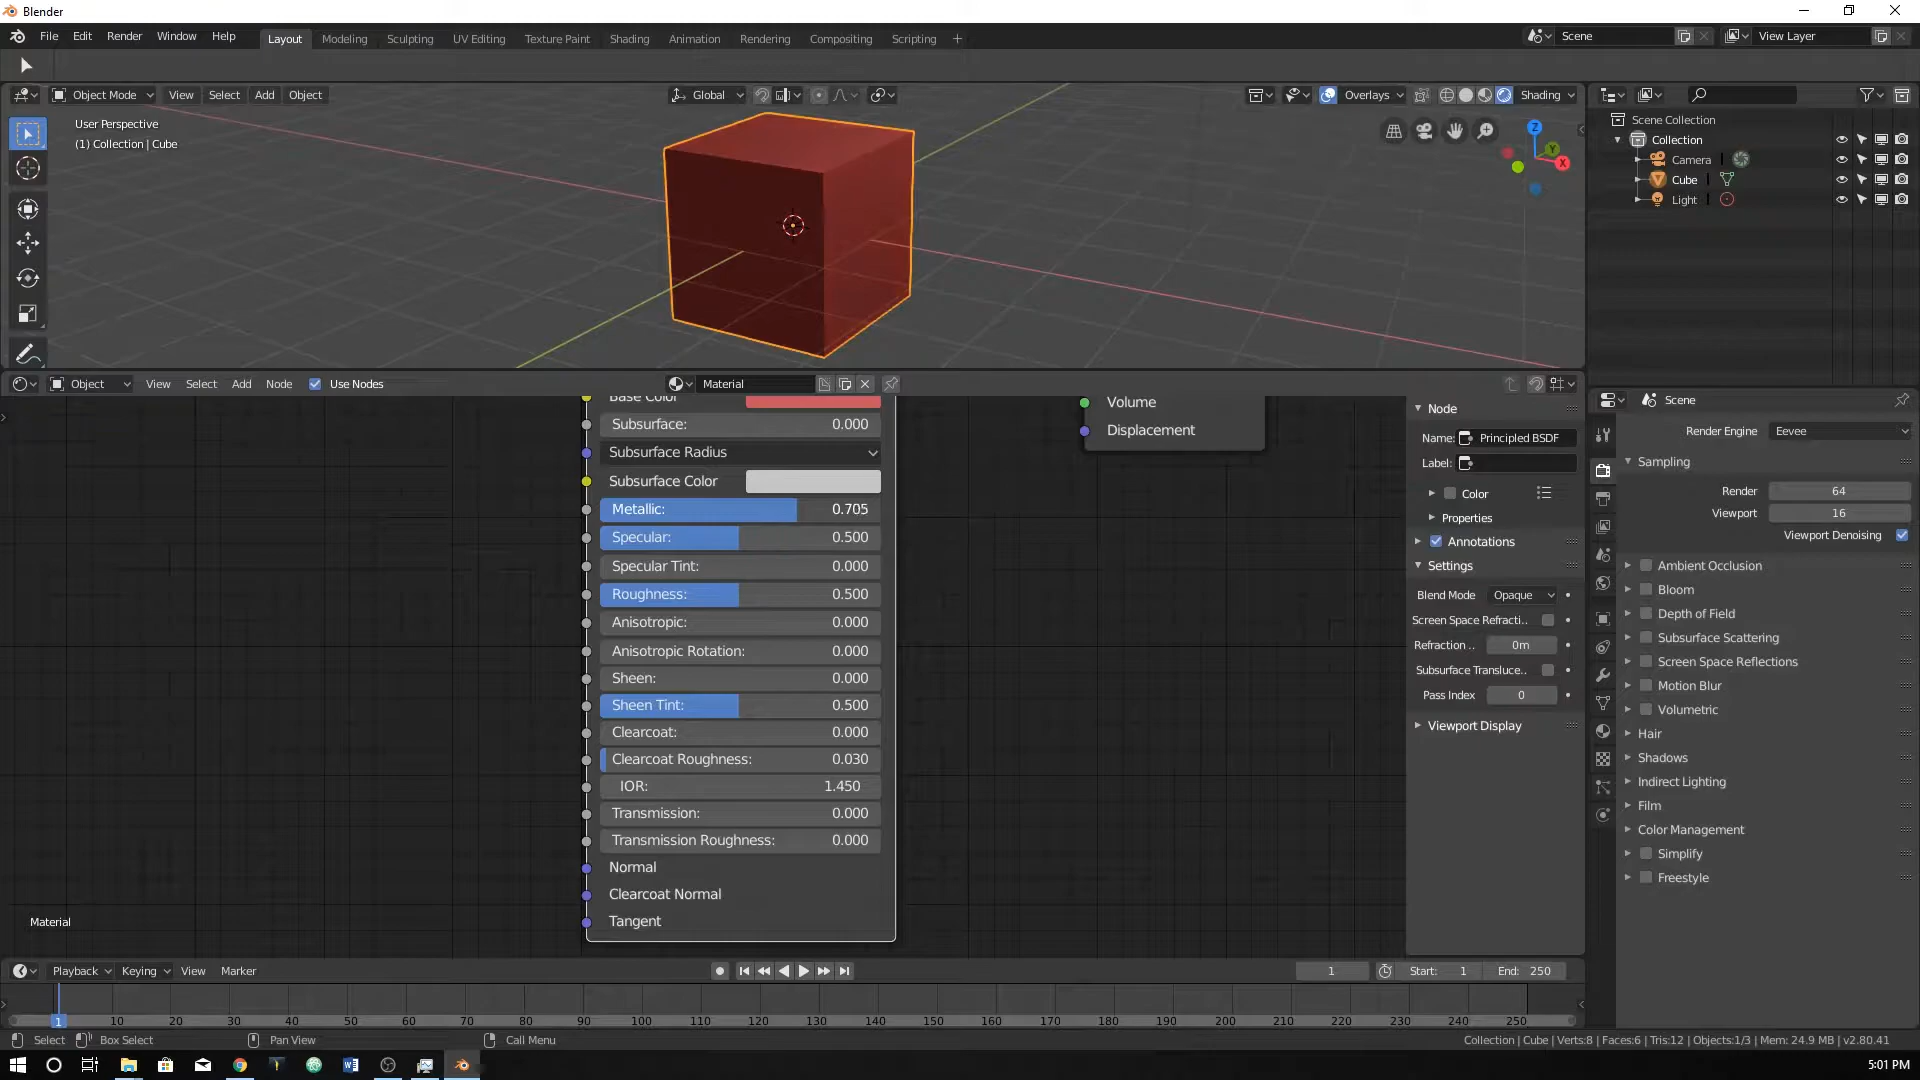 Blender
File Edit Render Window Help Layout Modeling Sculpting UV Editing Texture Paint Shading Animation Rendering Compositing Scripting + Scene View Layer
Object Mode View Select Add Object Global Overlays Shading
User Perspective
(1) Collection | Cube
Z
Y
X
Scene Collection
Collection
Camera
Cube
Light
Object View Select Add Node Use Nodes Material
Base Color
Subsurface: 0.000
Subsurface Radius
Subsurface Color
Metallic: 0.705
Specular: 0.500
Specular Tint: 0.000
Roughness: 0.500
Anisotropic: 0.000
Anisotropic Rotation: 0.000
Sheen: 0.000
Sheen Tint: 0.500
Clearcoat: 0.000
Clearcoat Roughness: 0.030
IOR: 1.450
Transmission: 0.000
Transmission Roughness: 0.000
Normal
Clearcoat Normal
Tangent
Volume
Displacement
Material
Node
Name: Principled BSDF
Label:
Color
Properties
Annotations
Settings
Blend Mode Opaque
Screen Space Refracti..
Refraction .. 0m
Subsurface Transluce..
Pass Index 0
Viewport Display
Scene
Render Engine Eevee
Sampling
Render 64
Viewport 16
Viewport Denoising
Ambient Occlusion
Bloom
Depth of Field
Subsurface Scattering
Screen Space Reflections
Motion Blur
Volumetric
Hair
Shadows
Indirect Lighting
Film
Color Management
Simplify
Freestyle
Playback Keying View Marker 1 Start: 1 End: 250
1 10 20 30 40 50 60 70 80 90 100 110 120 130 140 150 160 170 180 190 200 210 220 230 240 250
Select Box Select Pan View Call Menu Collection | Cube | Verts:8 | Faces:6 | Tris:12 | Objects:1/3 | Mem: 24.9 MB | v2.80.41
5:01 PM